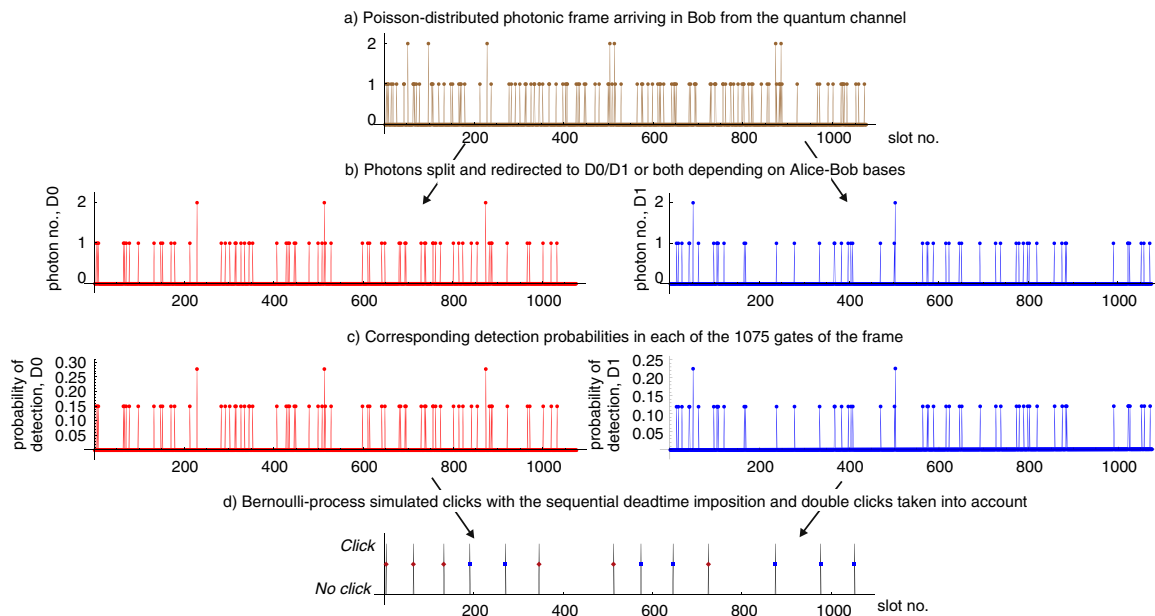 a) Poisson-distributed photonic frame arriving in Bob from the quantum channel
2
1
0
200 400 600 800 1000 slot no.
b) Photons split and redirected to D0/D1 or both depending on Alice-Bob bases
photon no., D0
2
1
0
200 400 600 800 1000
photon no., D1
2
1
0
200 400 600 800 1000
c) Corresponding detection probabilities in each of the 1075 gates of the frame
probability of
detection, D0
0.30
0.25
0.20
0.15
0.10
0.05
200 400 600 800 1000
probability of
detection, D1
0.25
0.20
0.15
0.10
0.05
200 400 600 800 1000
d) Bernoulli-process simulated clicks with the sequential deadtime imposition and double clicks taken into account
Click
No click
200 400 600 800 1000 slot no.